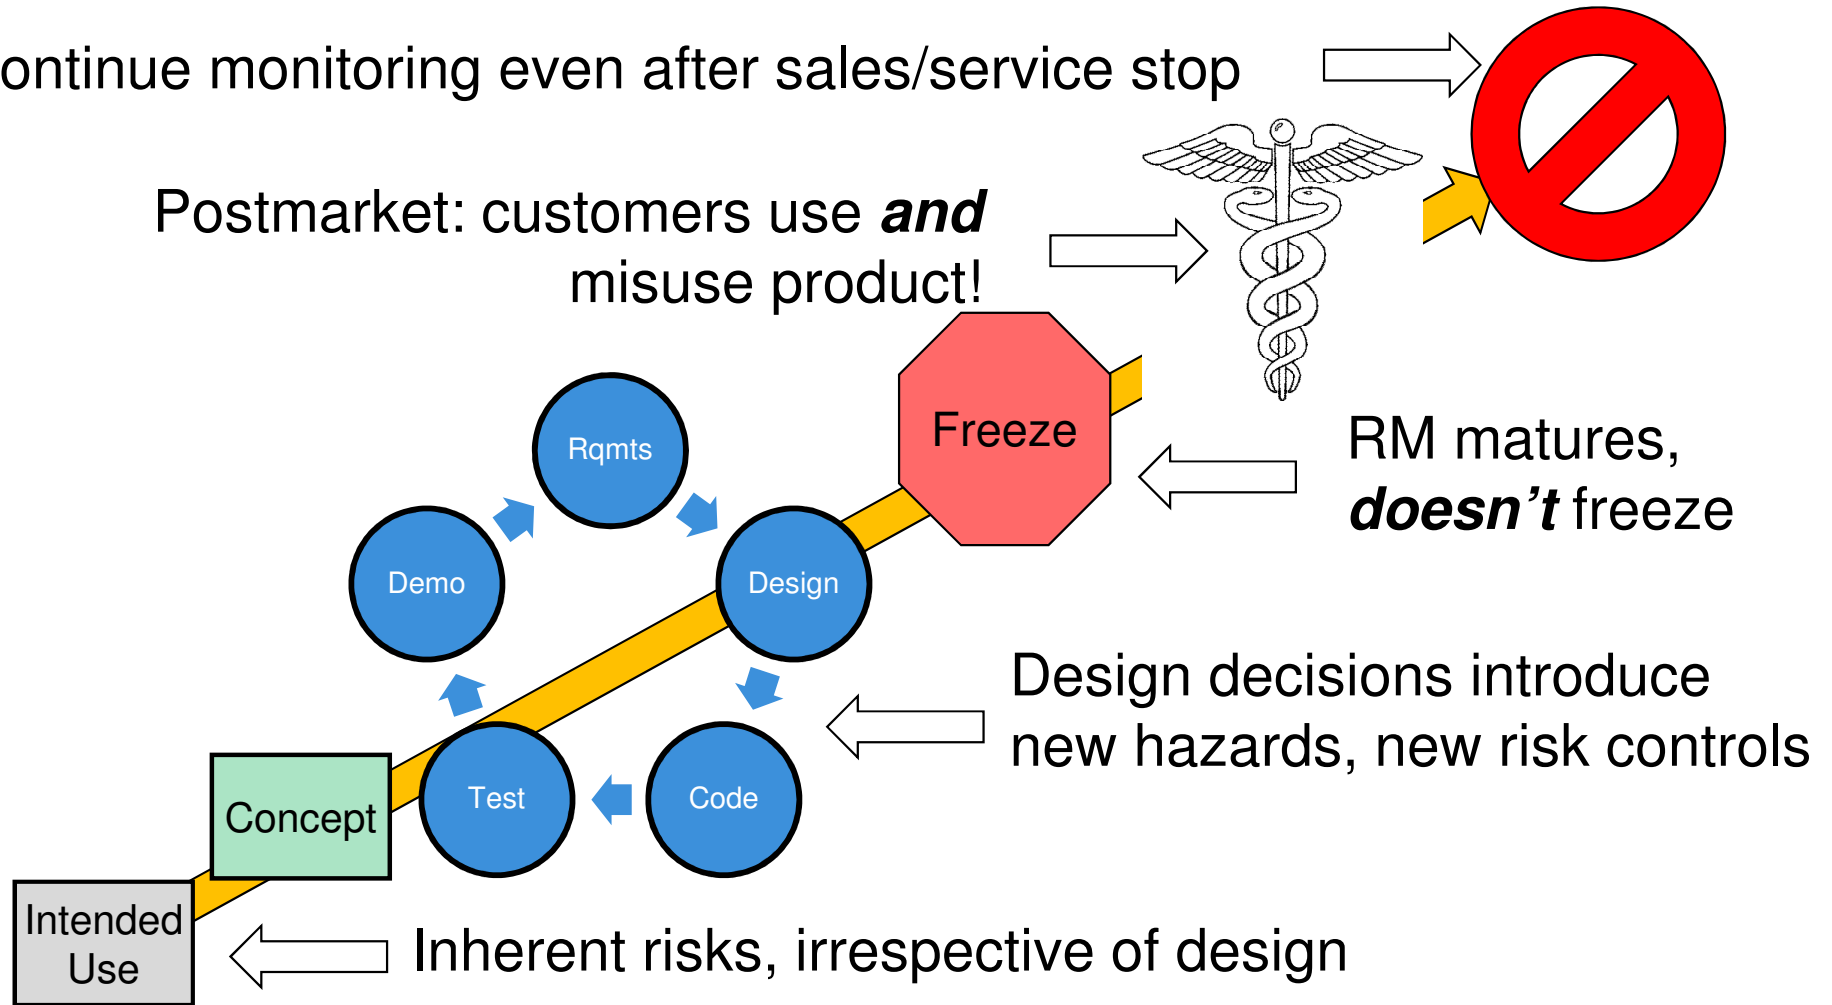 ontinue monitoring even after sales/service stop
Postmarket: customers use and
misuse product!
Freeze
RM matures,
doesn’t freeze
Rqmts
Demo
Design
Design decisions introduce
new hazards, new risk controls
Test
Code
Concept
Intended
Use
Inherent risks, irrespective of design